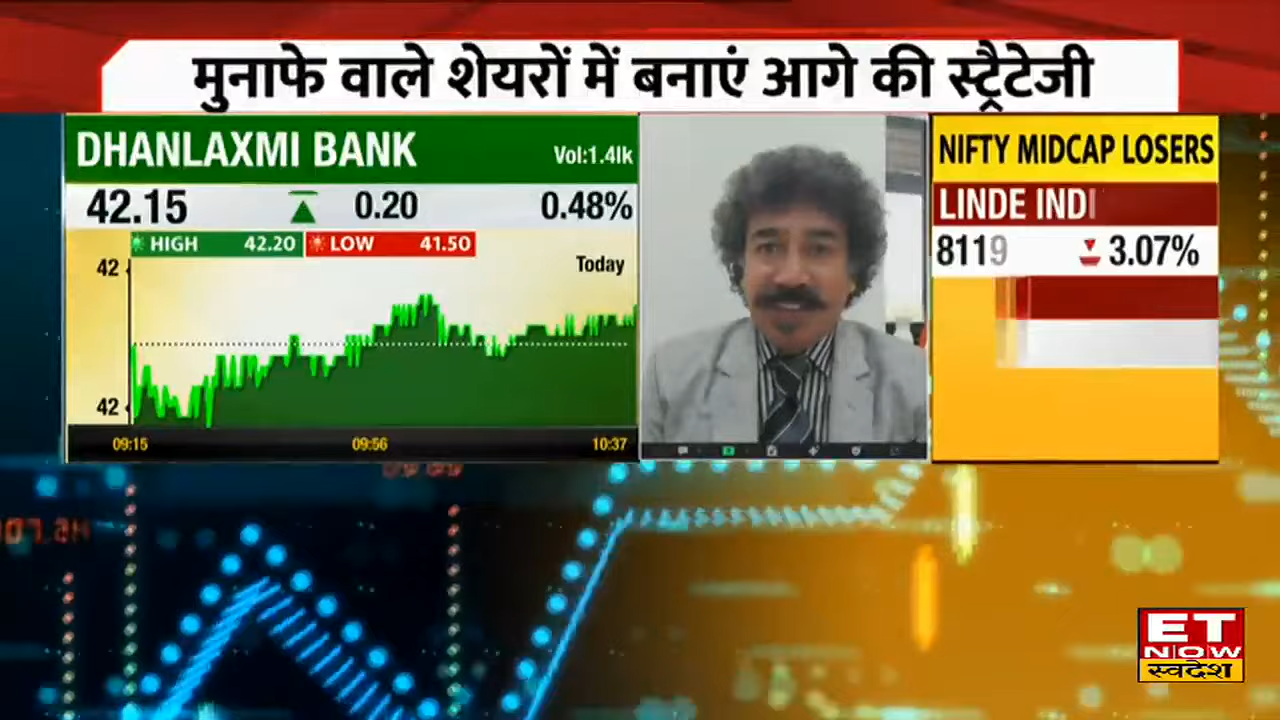 मुनाफे वाले शेयरों में बनाएं आगे की स्ट्रैटेजी
DHANLAXMI BANK Vol:1.4lk
42.15 0.20 0.48%
HIGH 42.20 LOW 41.50
Today
42
42
09:15 09:56 10:37
NIFTY MIDCAP LOSERS
LINDE INDI
8119 3.07%
ET
NOW
स्वदेश